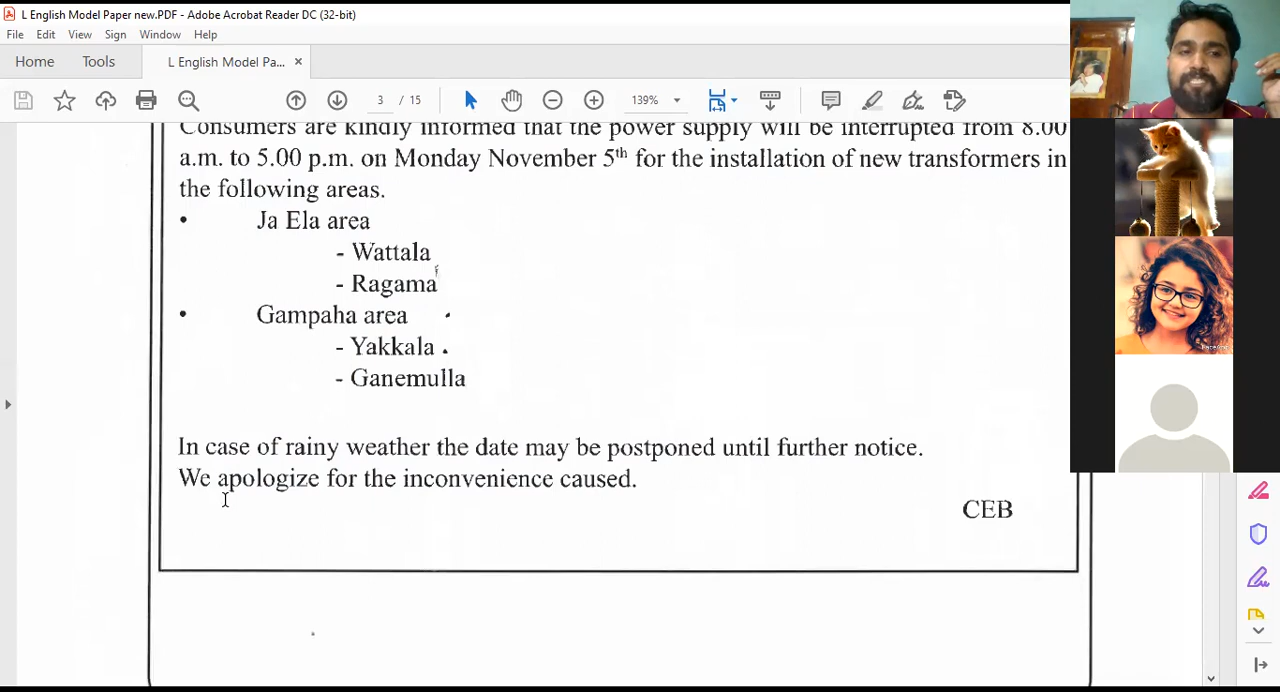 L English Model Paper new.PDF - Adobe Acrobat Reader DC (32-bit)
File Edit View Sign Window Help
Home Tools L English Model Pa... ×
3 / 15 139%
Consumers are kindly informed that the power supply will be interrupted from 8.00
a.m. to 5.00 p.m. on Monday November 5th for the installation of new transformers in
the following areas.
• Ja Ela area
- Wattala
- Ragama
• Gampaha area
- Yakkala
- Ganemulla
In case of rainy weather the date may be postponed until further notice.
We apologize for the inconvenience caused.
CEB